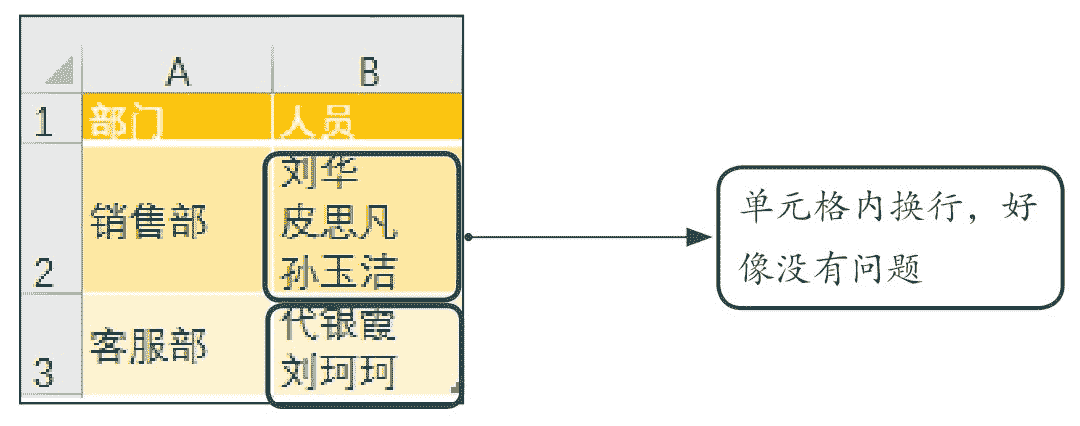 A B
1 部门 人员
刘华
销售部 皮思凡
2 孙玉洁
代银霞
客服部
3 刘珂珂
单元格内换行，好
像没有问题